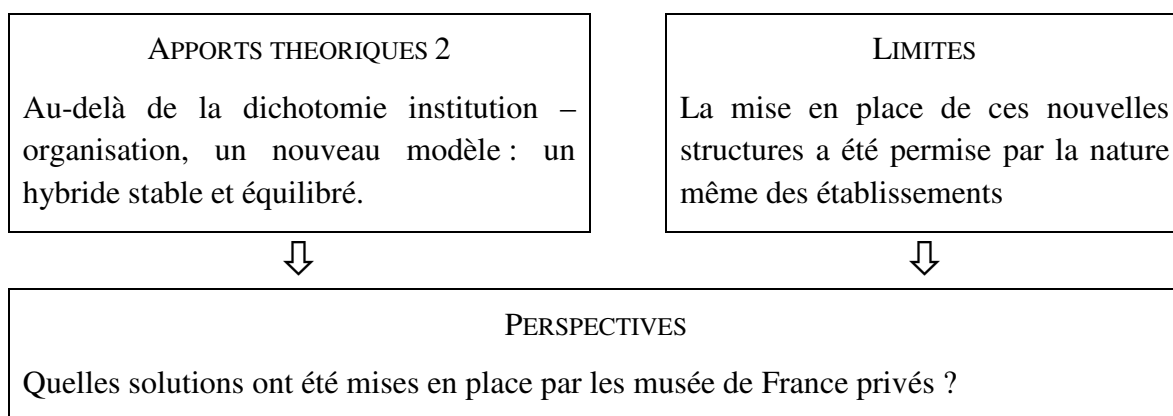 APPORTS THEORIQUES 2
Au-delà de la dichotomie institution –
organisation, un nouveau modèle : un
hybride stable et équilibré.
LIMITES
La mise en place de ces nouvelles
structures a été permise par la nature
même des établissements
PERSPECTIVES
Quelles solutions ont été mises en place par les musée de France privés ?